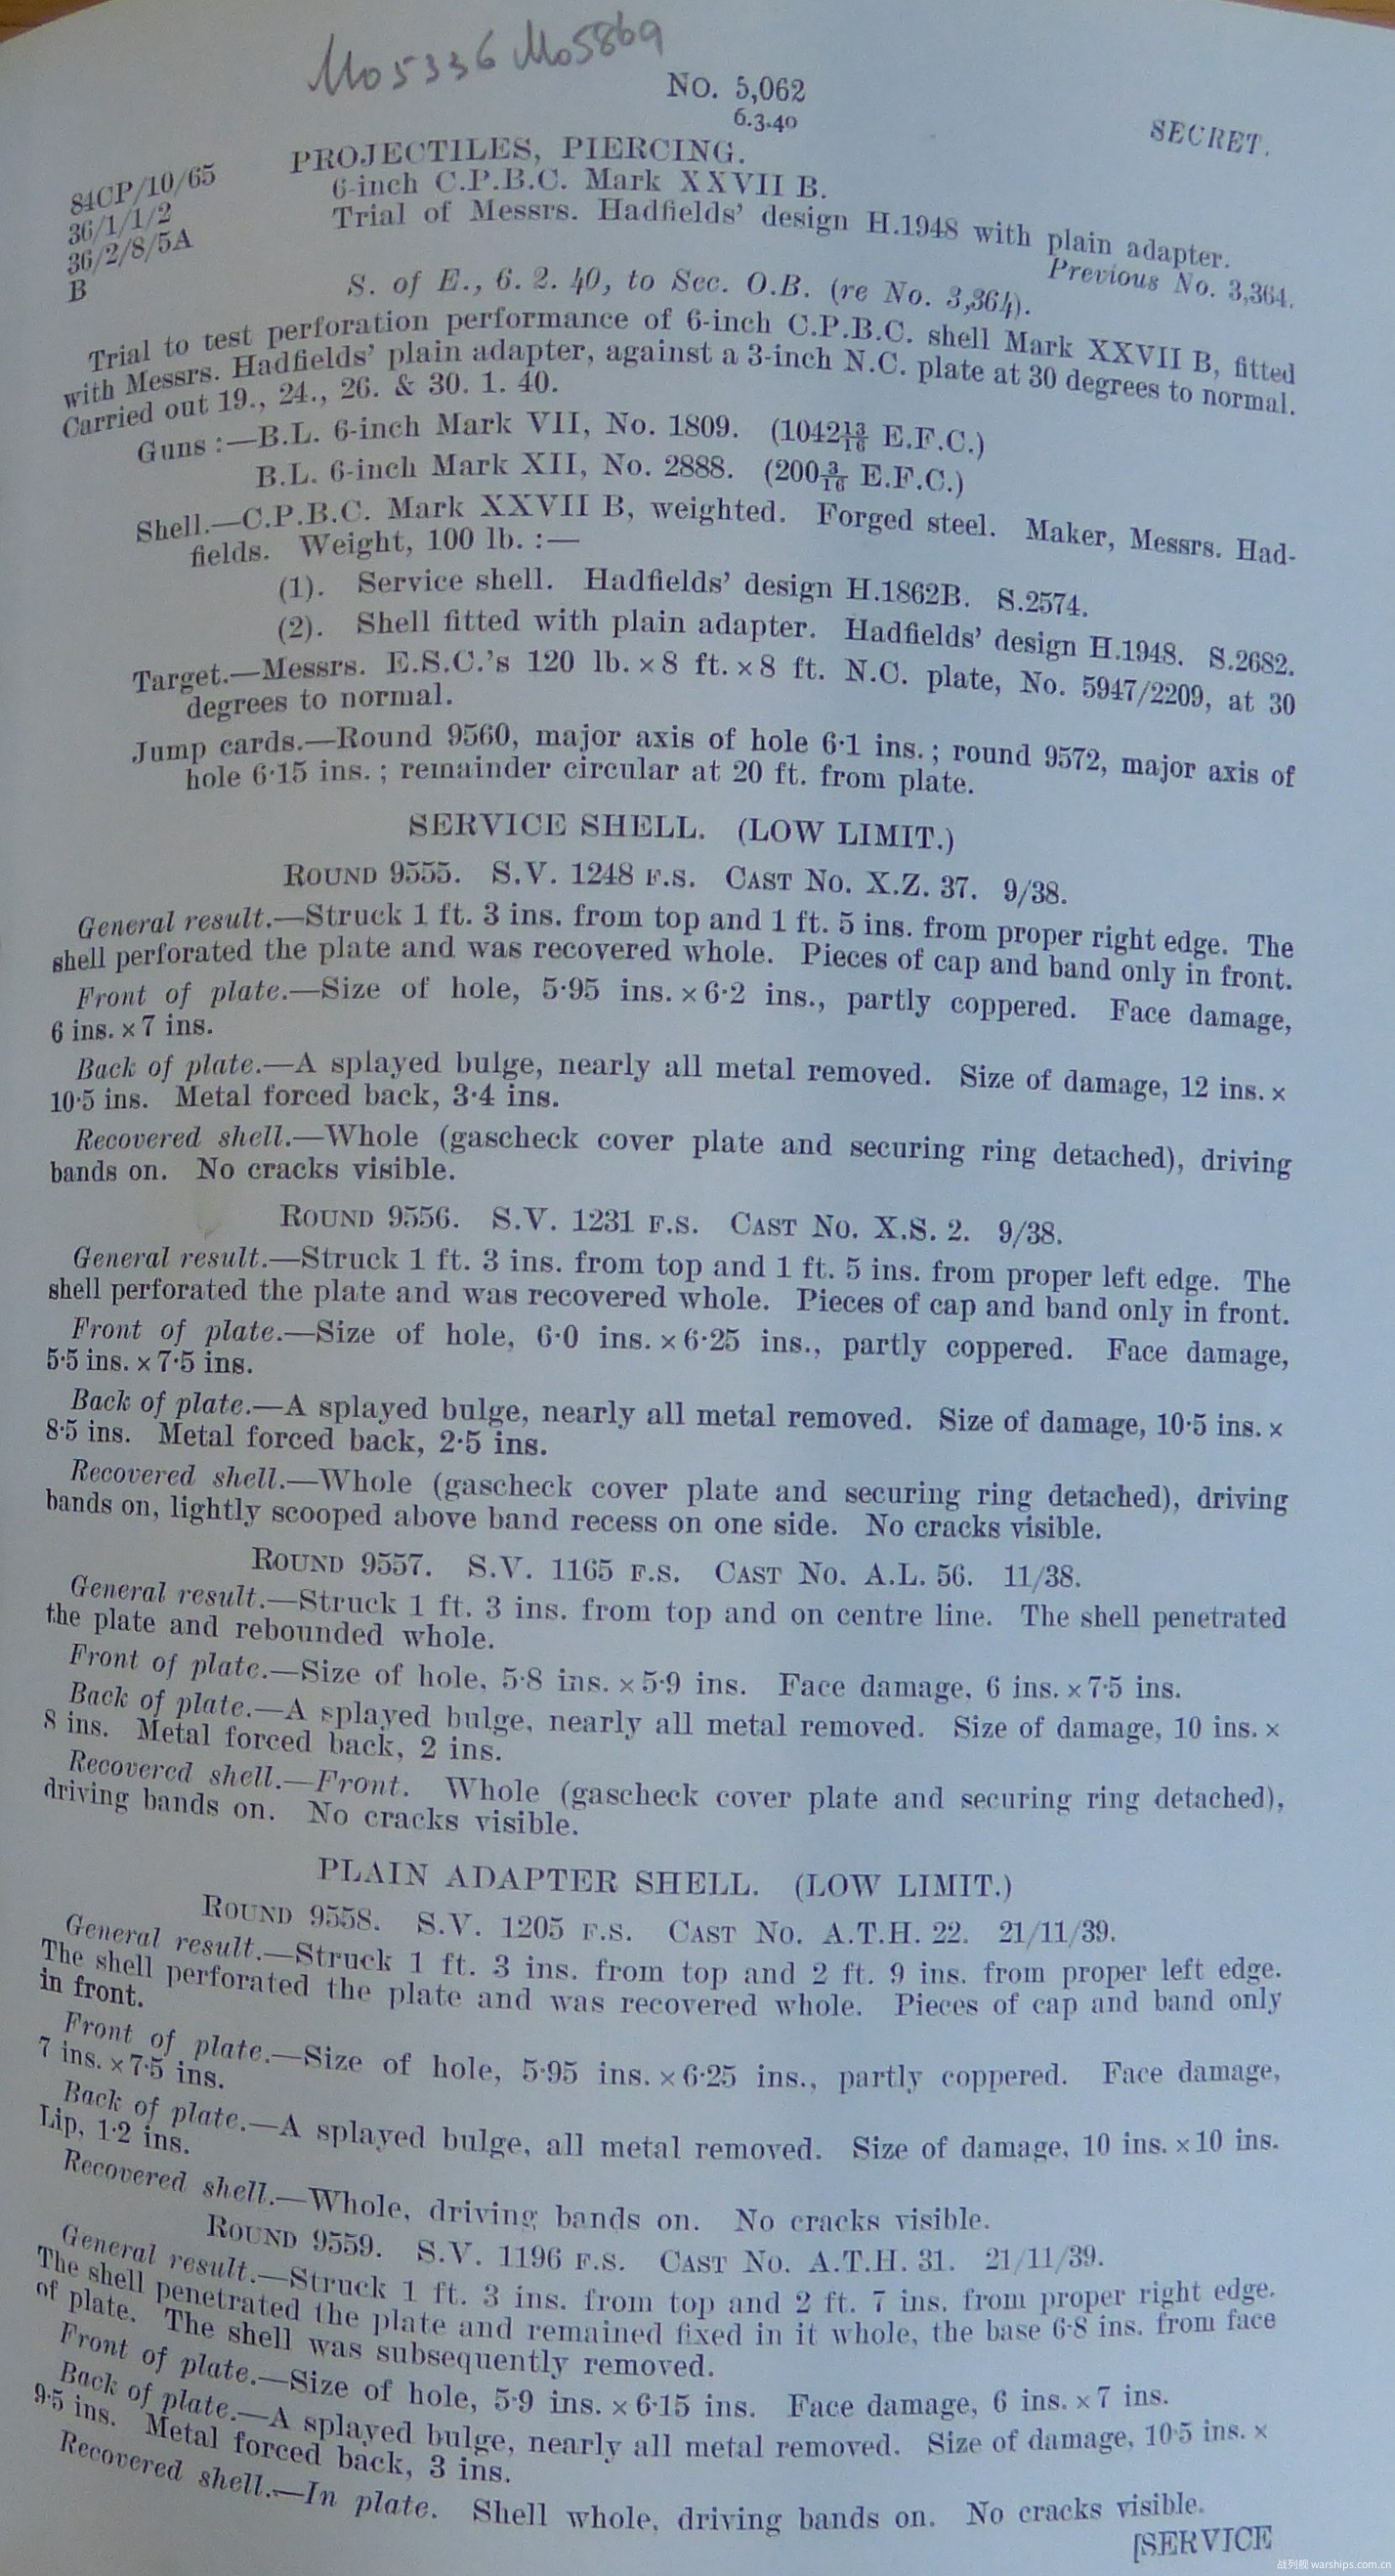 Mo5336 Mo5869
NO. 5,062
6.3.40
SECRET.
84CP/10/65
36/1/1/2
36/2/8/5A
B
PROJECTILES, PIERCING.
6-inch C.P.B.C. Mark XXVII B.
Trial of Messrs. Hadfields' design H.1948 with plain adapter.
Previous No. 3,364.
S. of E., 6. 2. 40, to Sec. O.B. (re No. 3,364).
Trial to test perforation performance of 6-inch C.P.B.C. shell Mark XXVII B, fitted
with Messrs. Hadfields' plain adapter, against a 3-inch N.C. plate at 30 degrees to normal.
Carried out 19., 24., 26. & 30. 1. 40.
Guns :—B.L. 6-inch Mark VII, No. 1809. (1042 13/16 E.F.C.)
B.L. 6-inch Mark XII, No. 2888. (200 3/16 E.F.C.)
Shell.—C.P.B.C. Mark XXVII B, weighted. Forged steel. Maker, Messrs. Had-
fields. Weight, 100 lb. :—
(1). Service shell. Hadfields' design H.1862B. S.2574.
(2). Shell fitted with plain adapter. Hadfields' design H.1948. S.2682.
Target.—Messrs. E.S.C.'s 120 lb. × 8 ft. × 8 ft. N.C. plate, No. 5947/2209, at 30
degrees to normal.
Jump cards.—Round 9560, major axis of hole 6·1 ins. ; round 9572, major axis of
hole 6·15 ins. ; remainder circular at 20 ft. from plate.
SERVICE SHELL. (LOW LIMIT.)
ROUND 9555. S.V. 1248 F.S. CAST NO. X.Z. 37. 9/38.
General result.—Struck 1 ft. 3 ins. from top and 1 ft. 5 ins. from proper right edge. The
shell perforated the plate and was recovered whole. Pieces of cap and band only in front.
Front of plate.—Size of hole, 5·95 ins. × 6·2 ins., partly coppered. Face damage,
6 ins. × 7 ins.
Back of plate.—A splayed bulge, nearly all metal removed. Size of damage, 12 ins. ×
10·5 ins. Metal forced back, 3·4 ins.
Recovered shell.—Whole (gascheck cover plate and securing ring detached), driving
bands on. No cracks visible.
ROUND 9556. S.V. 1231 F.S. CAST NO. X.S. 2. 9/38.
General result.—Struck 1 ft. 3 ins. from top and 1 ft. 5 ins. from proper left edge. The
shell perforated the plate and was recovered whole. Pieces of cap and band only in front.
Front of plate.—Size of hole, 6·0 ins. × 6·25 ins., partly coppered. Face damage,
5·5 ins. × 7·5 ins.
Back of plate.—A splayed bulge, nearly all metal removed. Size of damage, 10·5 ins. ×
8·5 ins. Metal forced back, 2·5 ins.
Recovered shell.—Whole (gascheck cover plate and securing ring detached), driving
bands on, lightly scooped above band recess on one side. No cracks visible.
ROUND 9557. S.V. 1165 F.S. CAST NO. A.L. 56. 11/38.
General result.—Struck 1 ft. 3 ins. from top and on centre line. The shell penetrated
the plate and rebounded whole.
Front of plate.—Size of hole, 5·8 ins. × 5·9 ins. Face damage, 6 ins. × 7·5 ins.
Back of plate.—A splayed bulge, nearly all metal removed. Size of damage, 10 ins. ×
8 ins. Metal forced back, 2 ins.
Recovered shell.—Front. Whole (gascheck cover plate and securing ring detached),
driving bands on. No cracks visible.
PLAIN ADAPTER SHELL. (LOW LIMIT.)
ROUND 9558. S.V. 1205 F.S. CAST NO. A.T.H. 22. 21/11/39.
General result.—Struck 1 ft. 3 ins. from top and 2 ft. 9 ins. from proper left edge.
The shell perforated the plate and was recovered whole. Pieces of cap and band only
in front.
Front of plate.—Size of hole, 5·95 ins. × 6·25 ins., partly coppered. Face damage,
7 ins. × 7·5 ins.
Back of plate.—A splayed bulge, all metal removed. Size of damage, 10 ins. × 10 ins.
Lip, 1·2 ins.
Recovered shell.—Whole, driving bands on. No cracks visible.
ROUND 9559. S.V. 1196 F.S. CAST NO. A.T.H. 31. 21/11/39.
General result.—Struck 1 ft. 3 ins. from top and 2 ft. 7 ins. from proper right edge.
The shell penetrated the plate and remained fixed in it whole, the base 6·8 ins. from face
of plate. The shell was subsequently removed.
Front of plate.—Size of hole, 5·9 ins. × 6·15 ins. Face damage, 6 ins. × 7 ins.
Back of plate.—A splayed bulge, nearly all metal removed. Size of damage, 10·5 ins. ×
9·5 ins. Metal forced back, 3 ins.
Recovered shell.—In plate. Shell whole, driving bands on. No cracks visible.
[SERVICE
战列舰 warships.com.cn